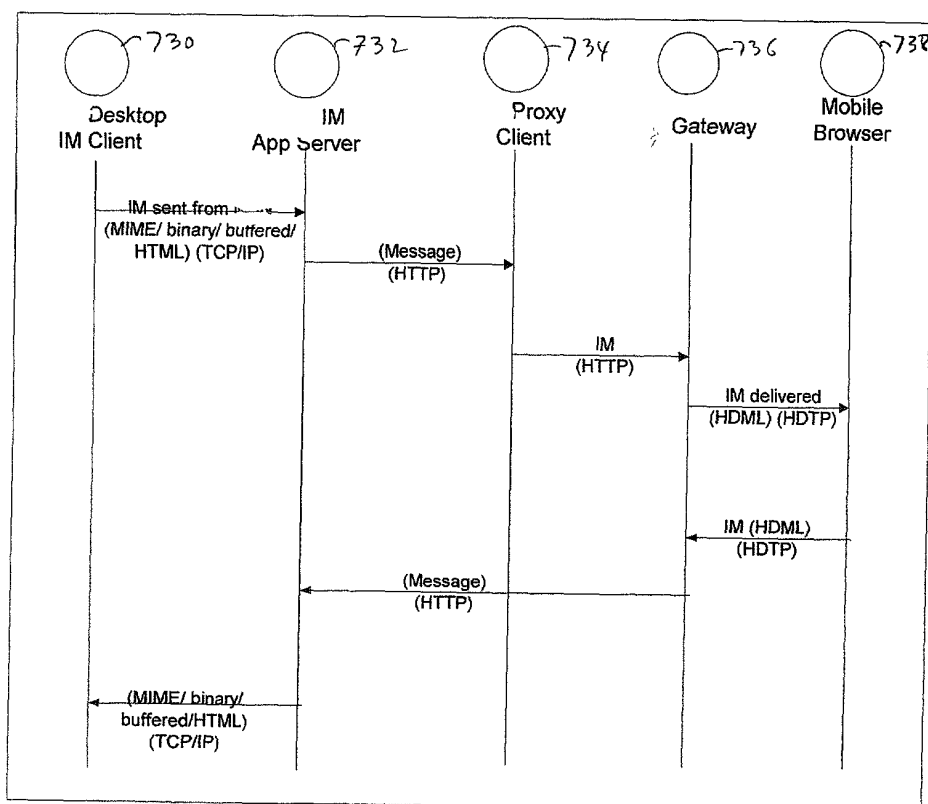 730
732
734
736
738
Desktop
IM Client
IM
App Server
Proxy
Client
Gateway
Mobile
Browser
IM sent from
(MIME/ binary/ buffered/
HTML) (TCP/IP)
(Message)
(HTTP)
IM
(HTTP)
IM delivered
(HDML) (HDTP)
IM (HDML)
(HDTP)
(Message)
(HTTP)
(MIME/ binary/
buffered/HTML)
(TCP/IP)